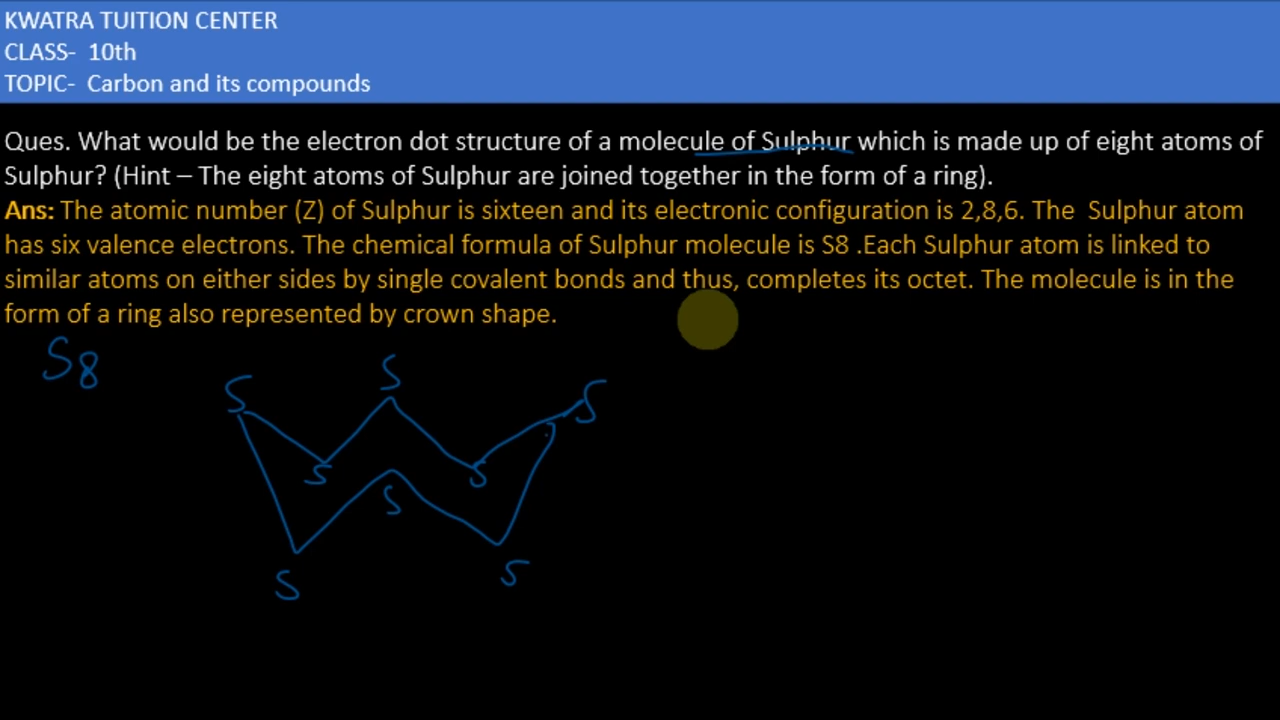 KWATRA TUITION CENTER
CLASS- 10th
TOPIC- Carbon and its compounds
Ques. What would be the electron dot structure of a molecule of Sulphur which is made up of eight atoms of
Sulphur? (Hint – The eight atoms of Sulphur are joined together in the form of a ring).
Ans: The atomic number (Z) of Sulphur is sixteen and its electronic configuration is 2,8,6. The Sulphur atom
has six valence electrons. The chemical formula of Sulphur molecule is S8 .Each Sulphur atom is linked to
similar atoms on either sides by single covalent bonds and thus, completes its octet. The molecule is in the
form of a ring also represented by crown shape.
S8
S S S
S S
S
S S